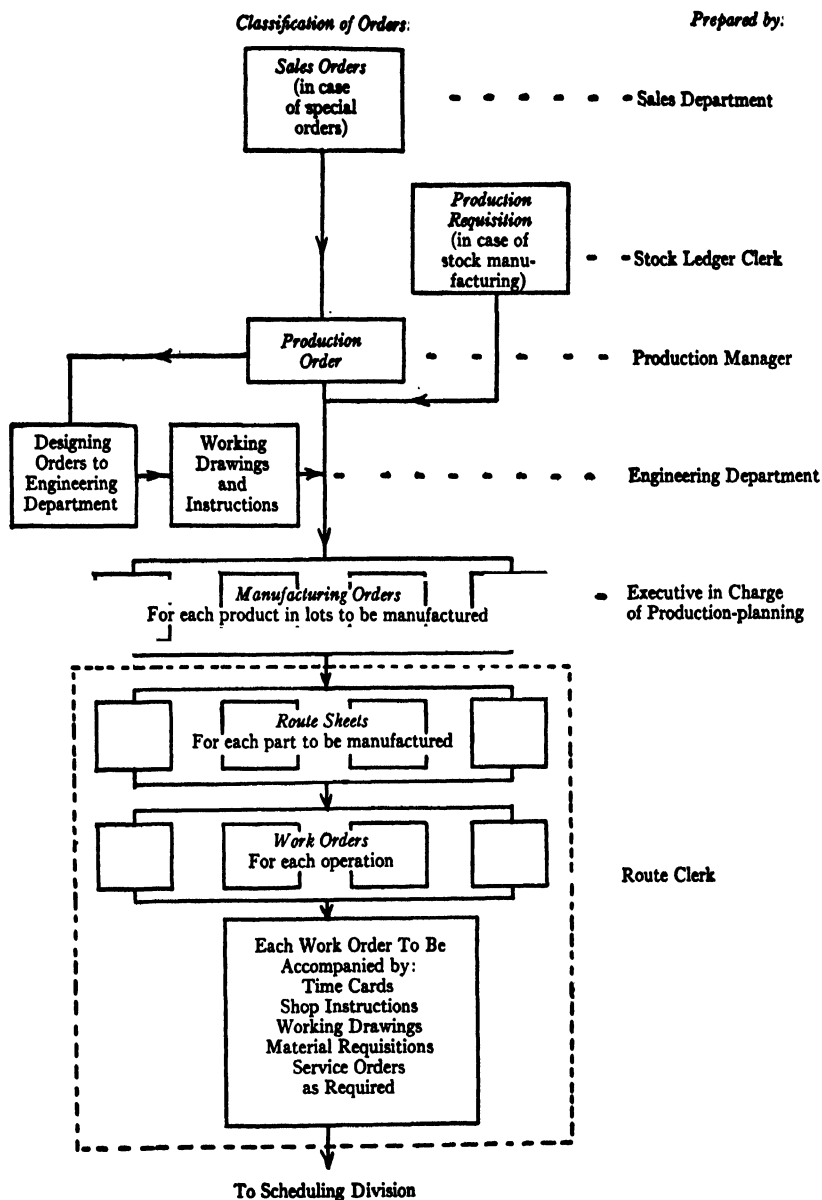 Classification of Orders:
Prepared by:
Sales Orders
(in case
of special
orders)
Sales Department
Production
Requisition
(in case of
stock manu-
facturing)
Stock Ledger Clerk
Production
Order
Production Manager
Designing
Orders to
Engineering
Department
Working
Drawings
and
Instructions
Engineering Department
Manufacturing Orders
For each product in lots to be manufactured
Executive in Charge
of Production-planning
Route Sheets
For each part to be manufactured
Work Orders
For each operation
Route Clerk
Each Work Order To Be
Accompanied by:
Time Cards
Shop Instructions
Working Drawings
Material Requisitions
Service Orders
as Required
To Scheduling Division